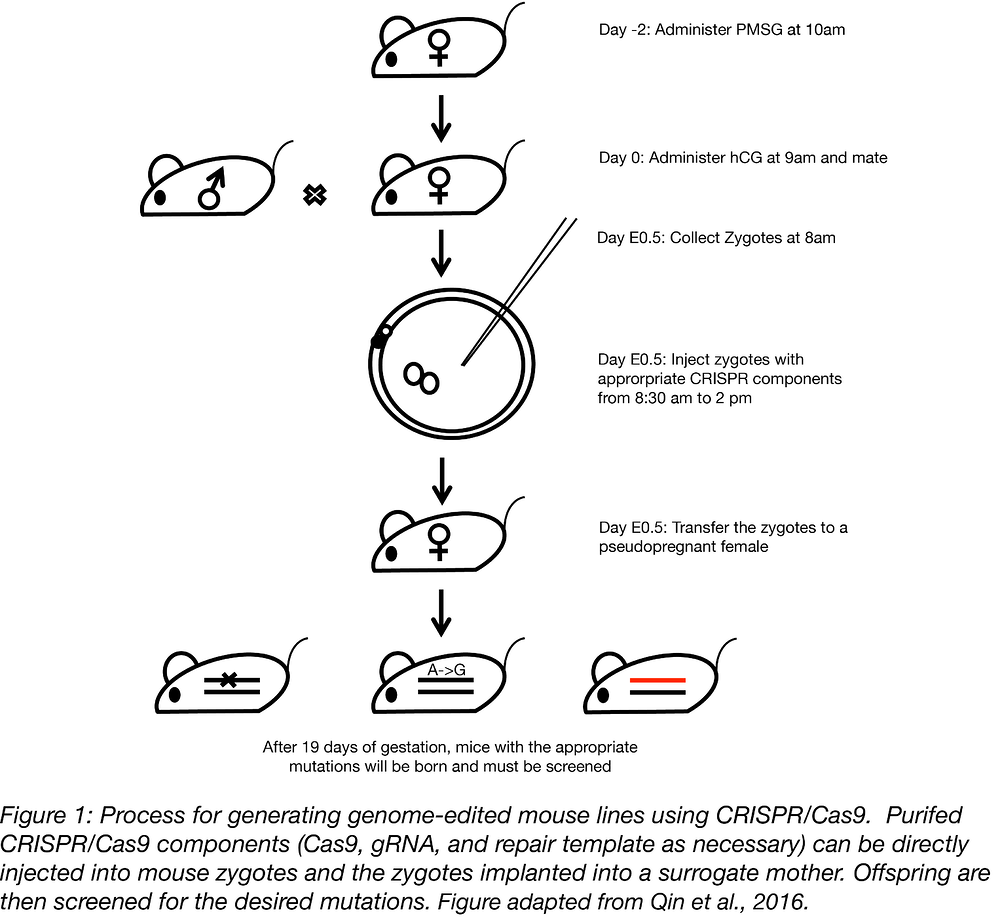 Day -2: Administer PMSG at 10am
Day 0: Administer hCG at 9am and mate
Day E0.5: Collect Zygotes at 8am
Day E0.5: Inject zygotes with
approrpriate CRISPR components
from 8:30 am to 2 pm
Day E0.5: Transfer the zygotes to a
pseudopregnant female
A->G
After 19 days of gestation, mice with the appropriate
mutations will be born and must be screened
Figure 1: Process for generating genome-edited mouse lines using CRISPR/Cas9. Purifed
CRISPR/Cas9 components (Cas9, gRNA, and repair template as necessary) can be directly
injected into mouse zygotes and the zygotes implanted into a surrogate mother. Offspring are
then screened for the desired mutations. Figure adapted from Qin et al., 2016.